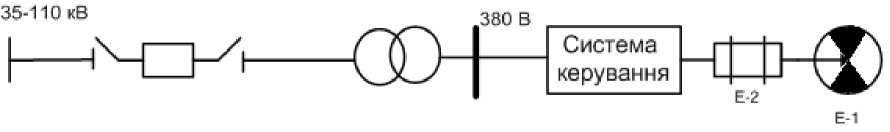 35-110 кВ
380 В
Система
керування
E-2
E-1